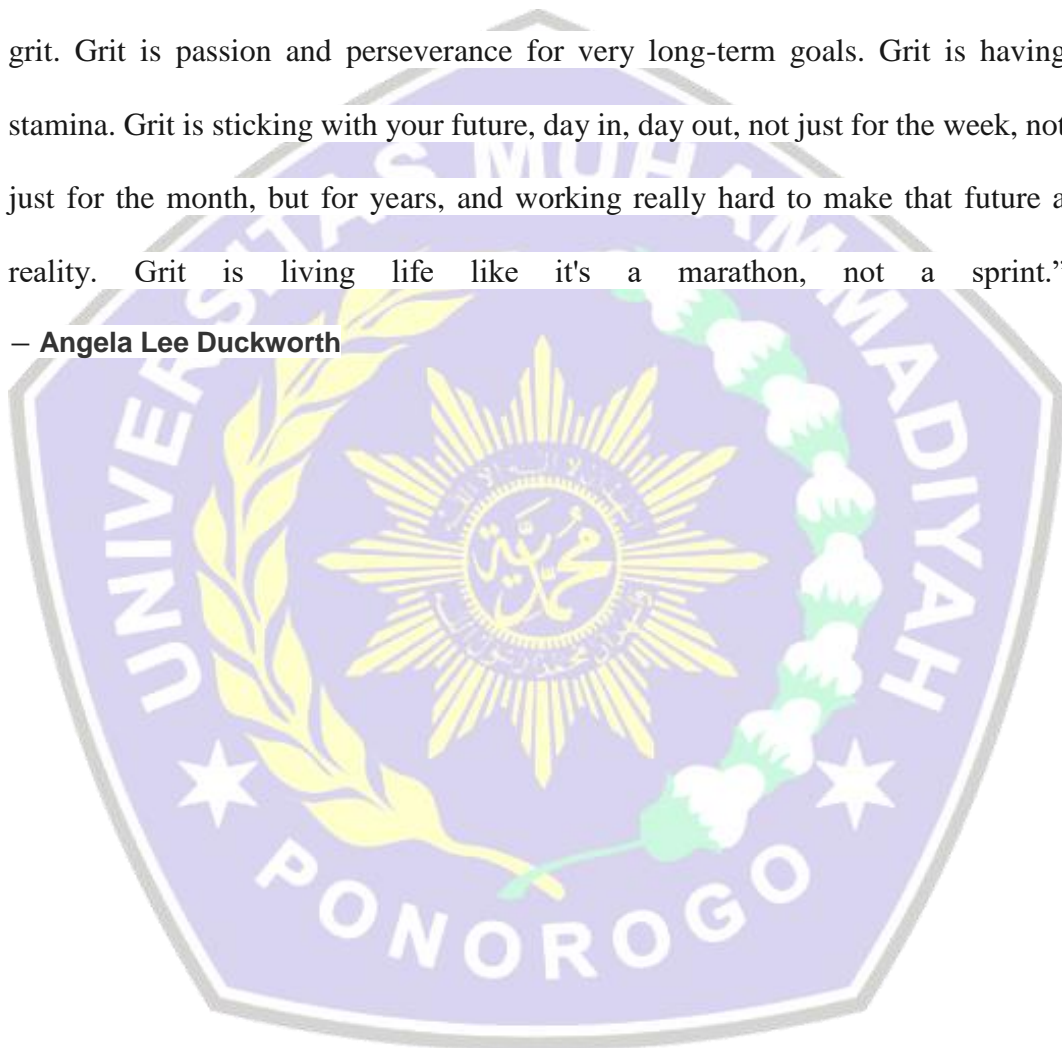 grit. Grit is passion and perseverance for very long-term goals. Grit is having
stamina. Grit is sticking with your future, day in, day out, not just for the week, not
just for the month, but for years, and working really hard to make that future a
reality. Grit is living life like it's a marathon, not a sprint.”
– Angela Lee Duckworth
UNIVERSITAS MUHAMMADIYAH
PONOROGO
محمدية